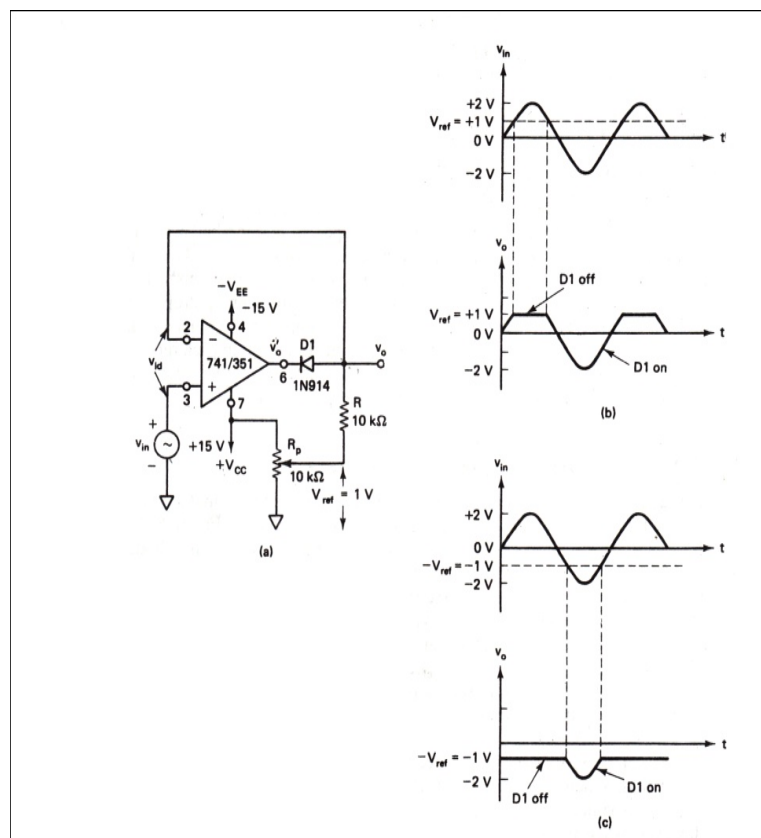 −V_EE
−15 V
4
2
−
741/351
v_id
v̇_o
D1
v_o
6
1N914
+
3
7
R
10 kΩ
+
v_in
~
−
+15 V
+V_CC
R_p
10 kΩ
V_ref = 1 V
(a)
v_in
+2 V
V_ref = +1 V
0 V
t
−2 V
v_o
D1 off
V_ref = +1 V
0 V
t
−2 V
D1 on
(b)
v_in
+2 V
0 V
t
−V_ref = −1 V
−2 V
v_o
t
−V_ref = −1 V
−2 V
D1 off
D1 on
(c)